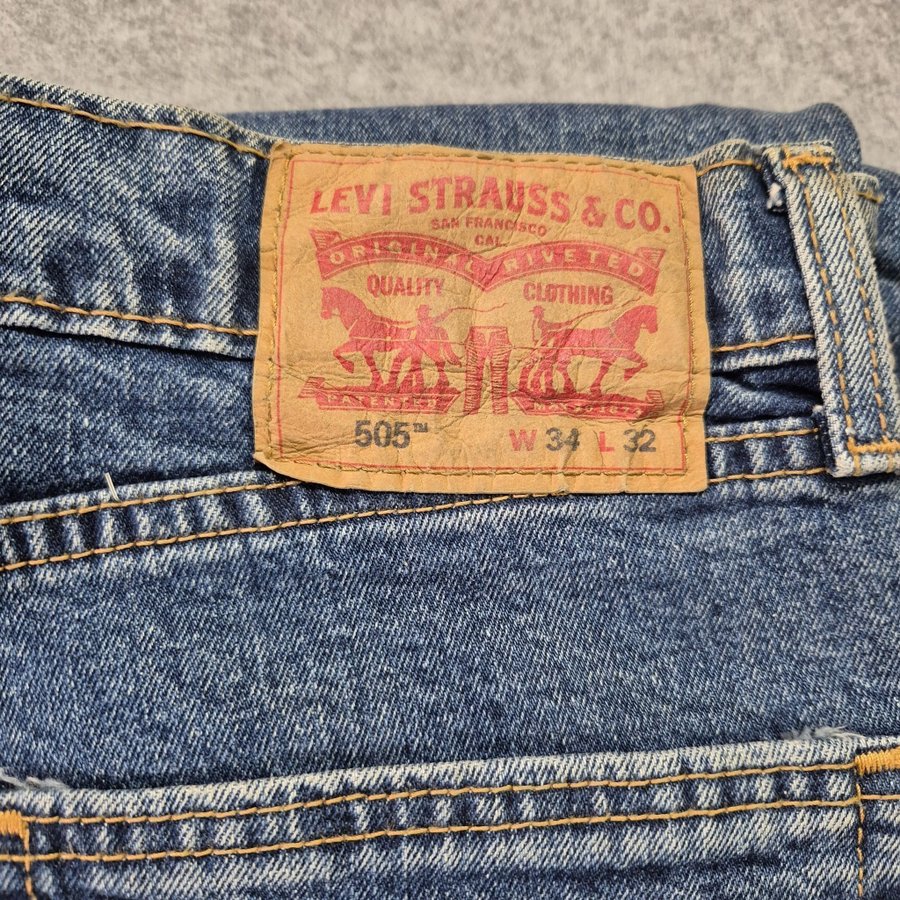 LEVI STRAUSS & CO.
SAN FRANCISCO
CAL.
ORIGINAL RIVETED
QUALITY CLOTHING
505™ W 34 L 32